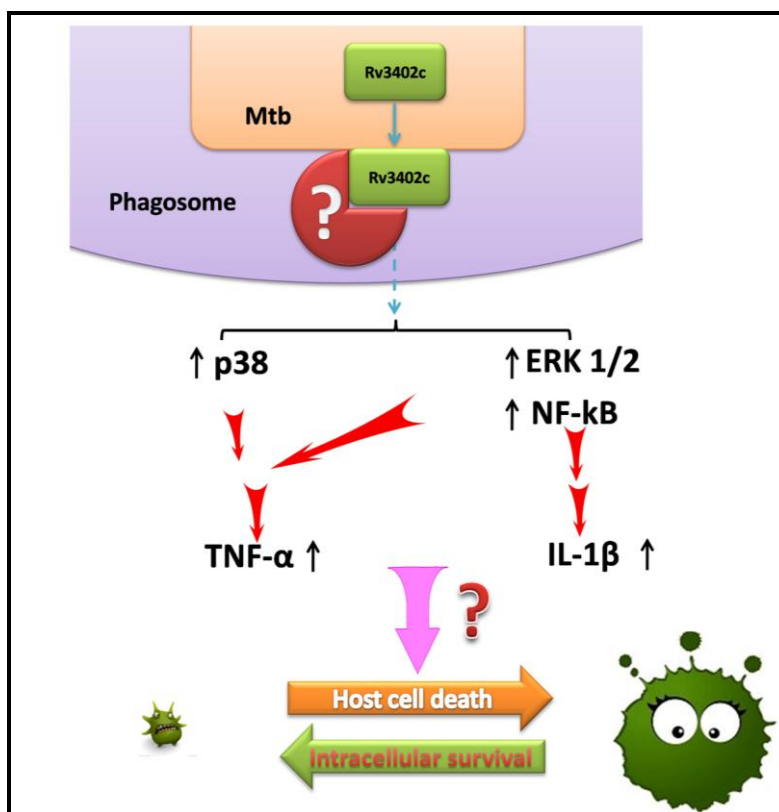 Rv3402c
Mtb
Rv3402c
Phagosome
?
↑ p38
↑ ERK 1/2
↑ NF-kB
TNF-α ↑
IL-1β ↑
?
Host cell death
Intracellular survival